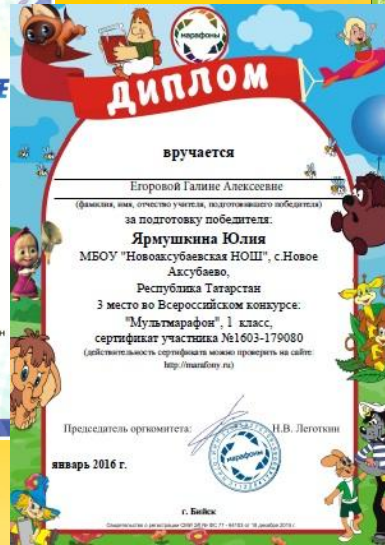 марафоны
ДИПЛОМ
вручается
Егоровой Галине Алексеевне
(фамилия, имя, отчество учителя, подготовившего победителя)
за подготовку победителя:
Ярмушкина Юлия
МБОУ "Новоаксубаевская НОШ", с.Новое
Аксубаево,
Республика Татарстан
3 место во Всероссийском конкурсе:
"Мультмарафон", 1 класс,
сертификат участника №1603-179080
(действительность сертификата можно проверить на сайте
http://marafony.ru)
Председатель оргкомитета:
Н.В. Леготкин
марафоны
январь 2016 г.
г. Бийск